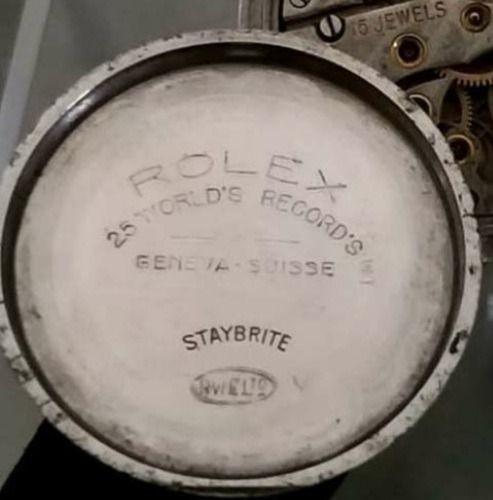 15 JEWELS
ROLEX
25 WORLD'S RECORD'S
GENEVA-SUISSE
STAYBRITE